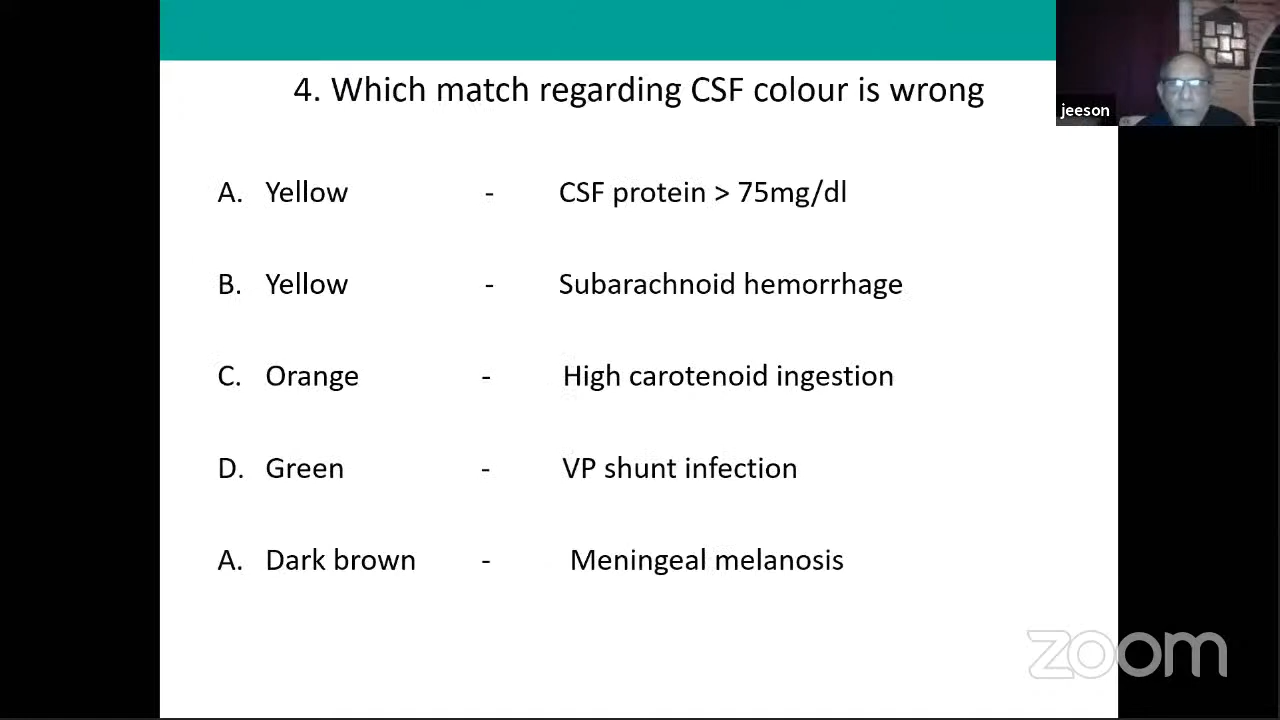 4. Which match regarding CSF colour is wrong
jeeson
A. Yellow - CSF protein > 75mg/dl
B. Yellow - Subarachnoid hemorrhage
C. Orange - High carotenoid ingestion
D. Green - VP shunt infection
A. Dark brown - Meningeal melanosis
zoom